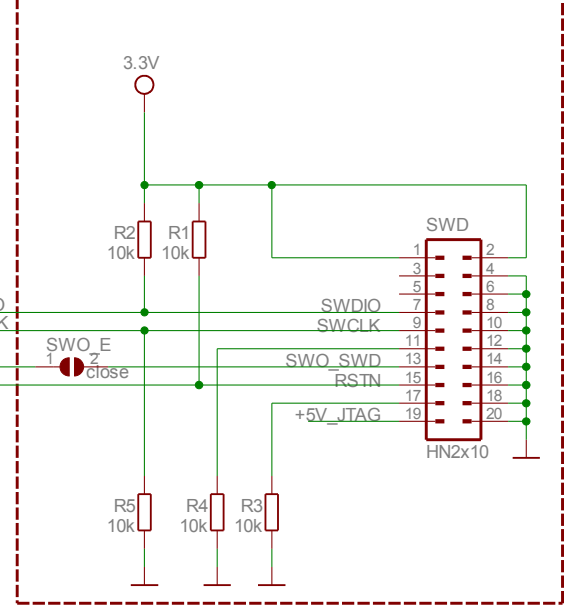 3.3V
SWD
R2
10k
R1
10k
1 2
3 4
5 6
SWDIO 7 8
SWCLK 9 10
K
11 12
SWO_E
1 2
close
SWO_SWD 13 14
RSTN 15 16
17 18
+5V_JTAG 19 20
HN2x10
R5
10k
R4
10k
R3
10k